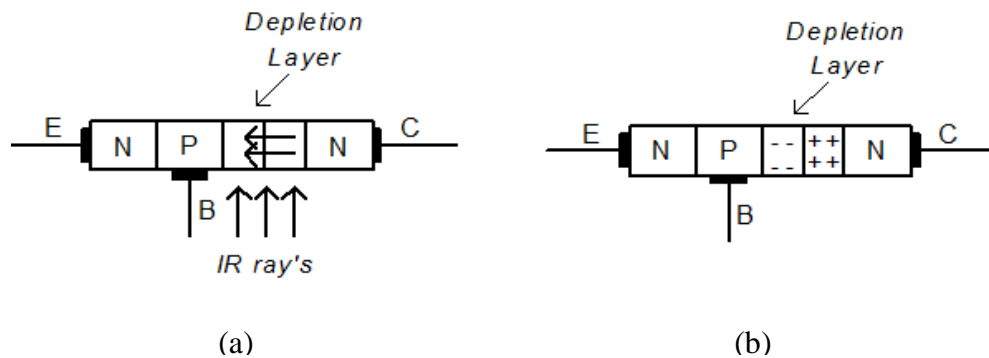 Depletion
Layer
E
N
P
N
C
B
IR ray's
(a)
Depletion
Layer
E
N
P
- -
- -
+ +
+ +
N
C
B
(b)